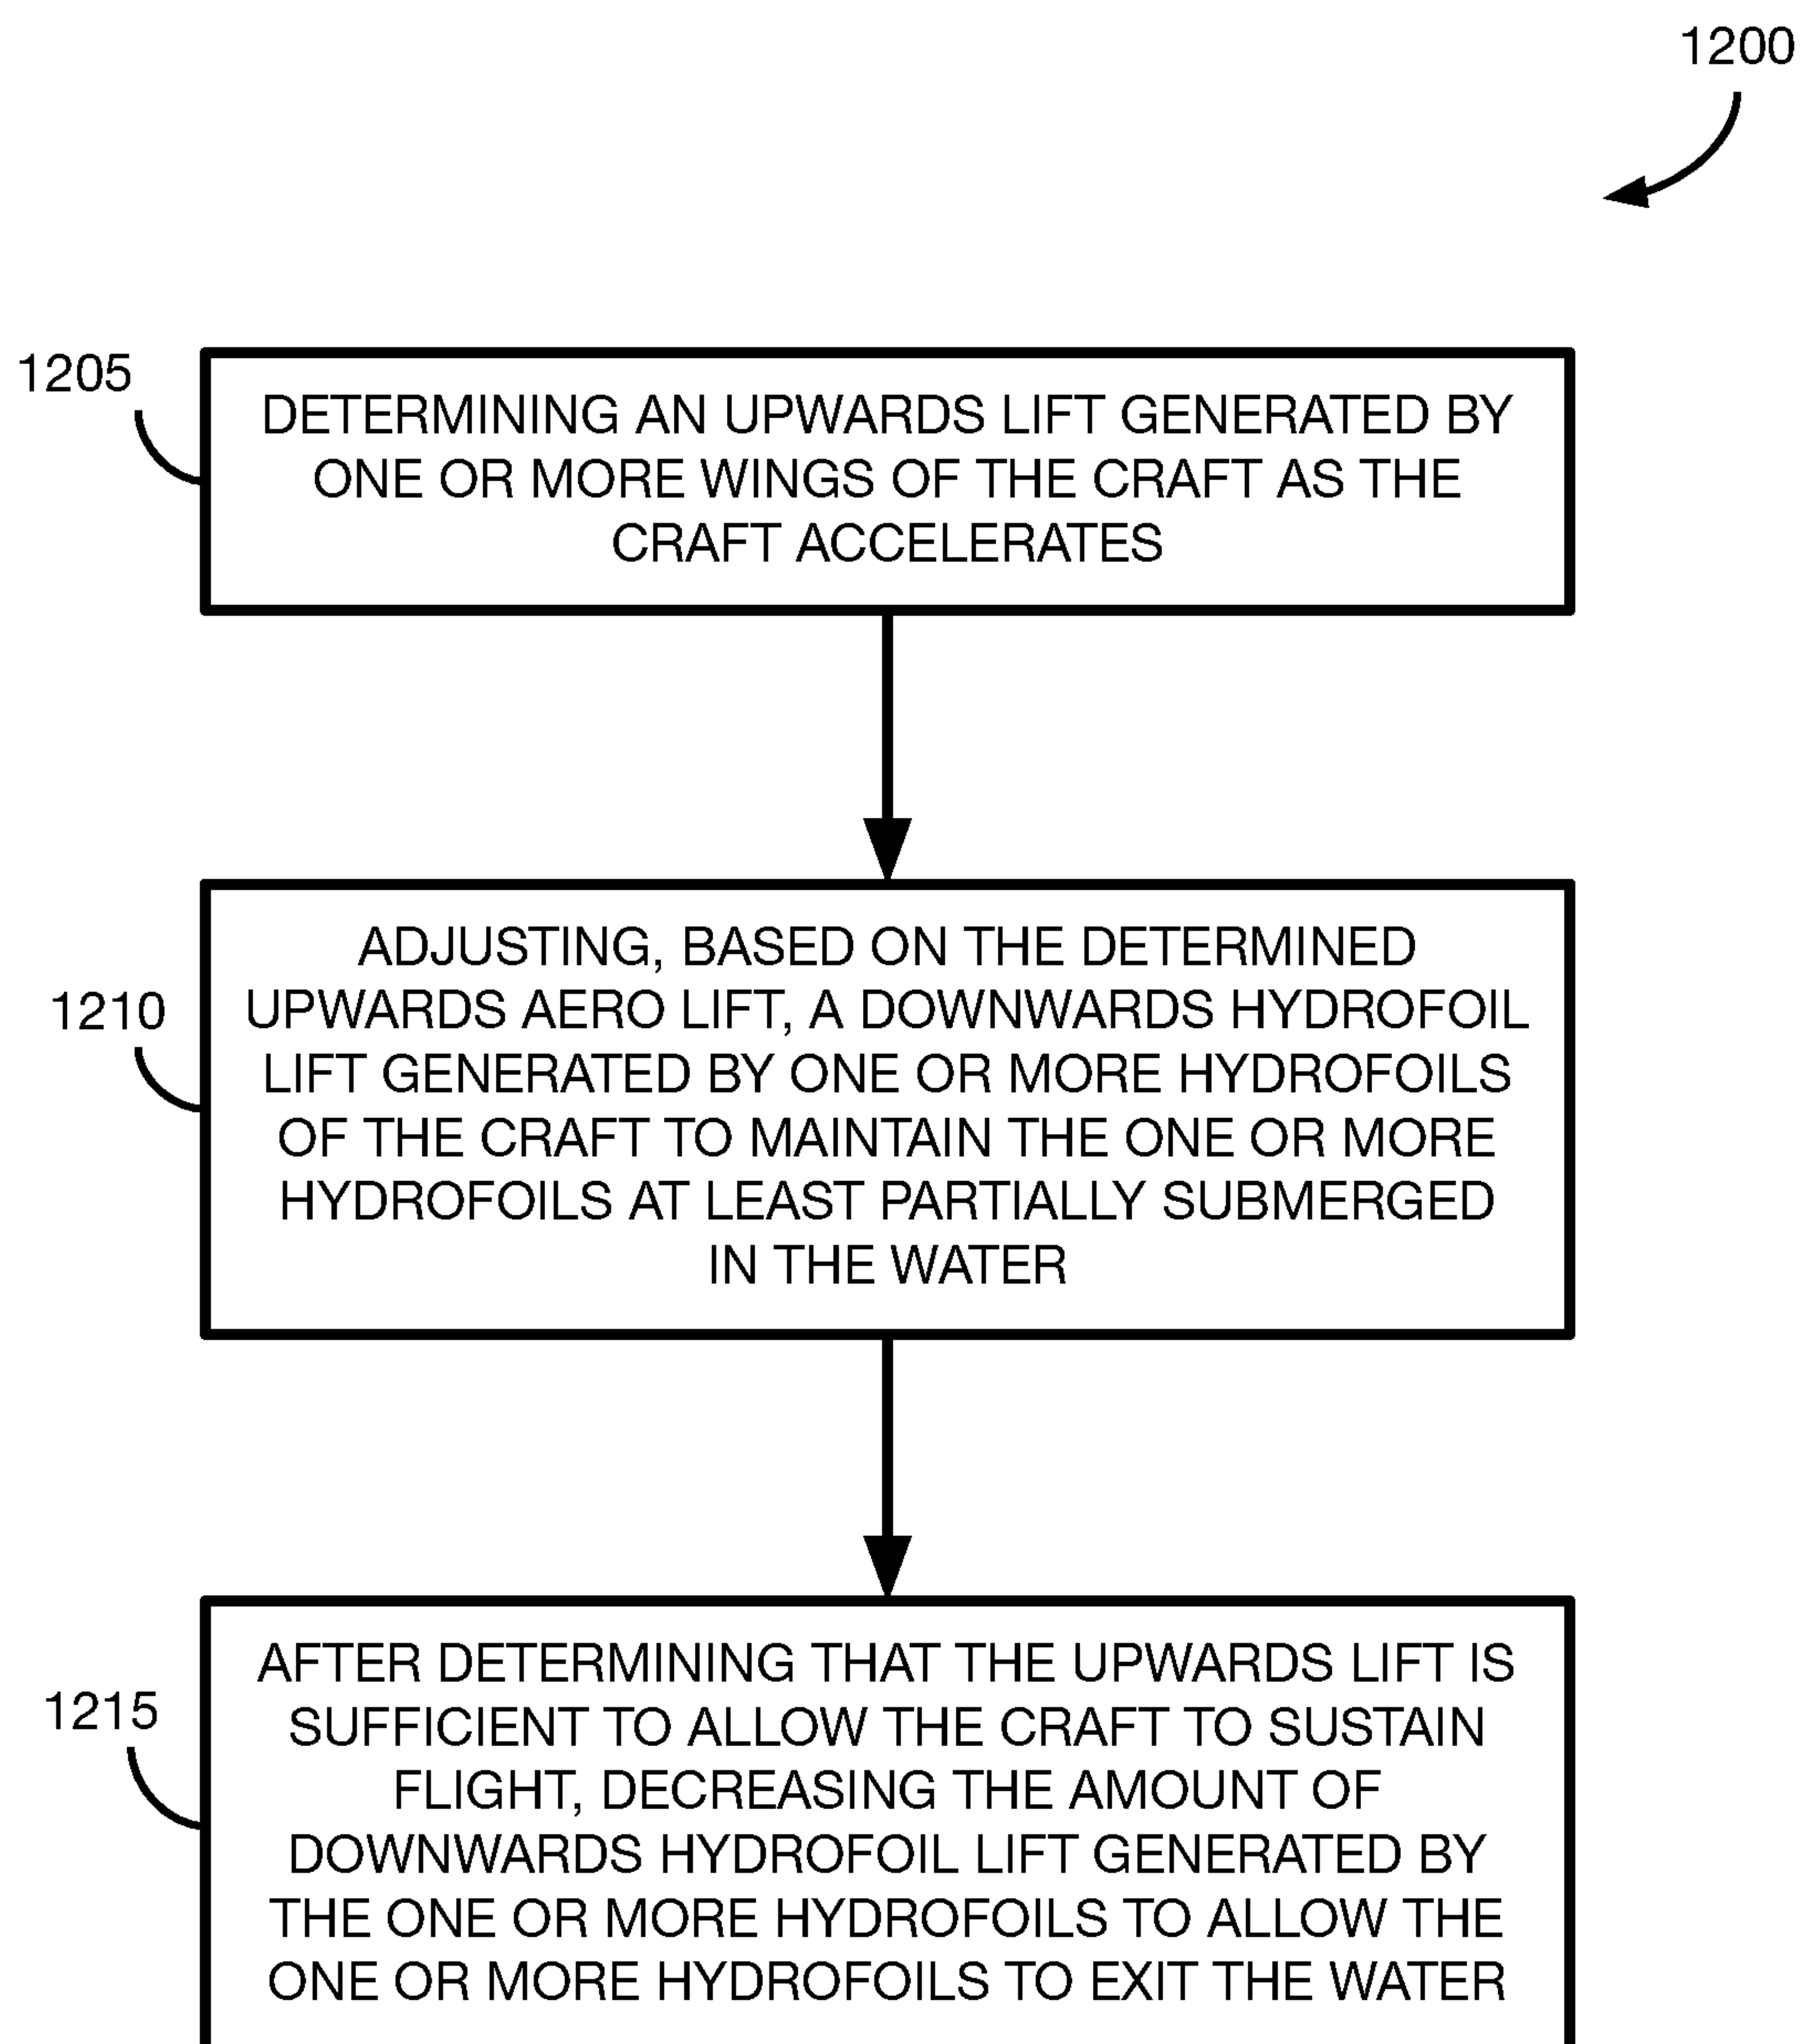 1200
1205
DETERMINING AN UPWARDS LIFT GENERATED BY
ONE OR MORE WINGS OF THE CRAFT AS THE
CRAFT ACCELERATES
1210
ADJUSTING, BASED ON THE DETERMINED
UPWARDS AERO LIFT, A DOWNWARDS HYDROFOIL
LIFT GENERATED BY ONE OR MORE HYDROFOILS
OF THE CRAFT TO MAINTAIN THE ONE OR MORE
HYDROFOILS AT LEAST PARTIALLY SUBMERGED
IN THE WATER
1215
AFTER DETERMINING THAT THE UPWARDS LIFT IS
SUFFICIENT TO ALLOW THE CRAFT TO SUSTAIN
FLIGHT, DECREASING THE AMOUNT OF
DOWNWARDS HYDROFOIL LIFT GENERATED BY
THE ONE OR MORE HYDROFOILS TO ALLOW THE
ONE OR MORE HYDROFOILS TO EXIT THE WATER